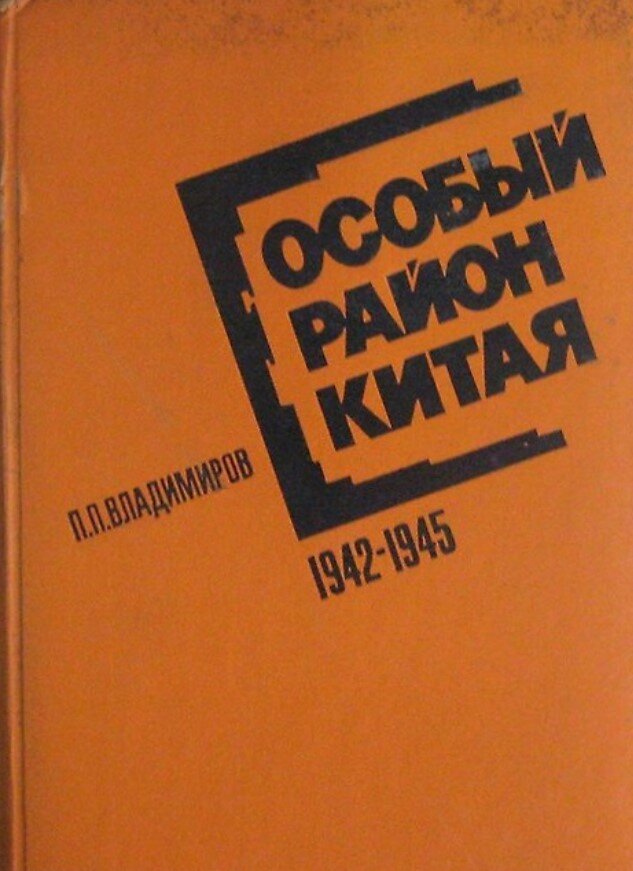 ОСОБЫЙ
РАЙОН
КИТАЯ
П.П.ВЛАДИМИРОВ
1942-1945